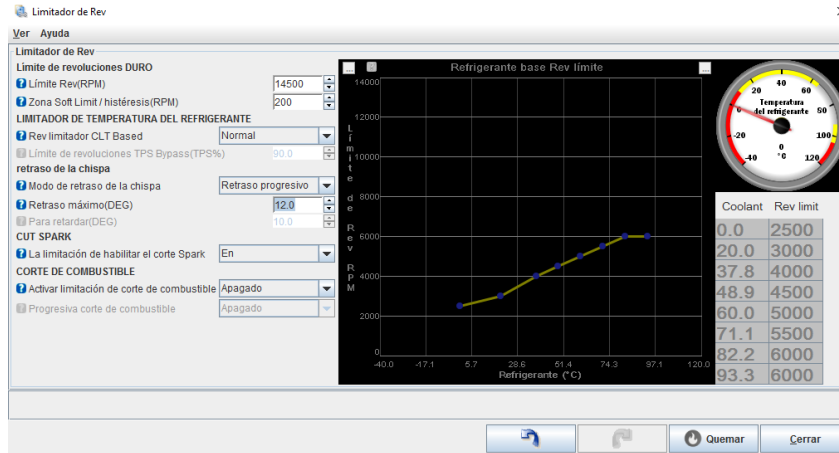 Limitador de Rev
Ver Ayuda
Limitador de Rev
Limite de revoluciones DURO
Límite Rev(RPM) 14500
Zona Soft Limit / histéresis(RPM) 200
LIMITADOR DE TEMPERATURA DEL REFRIGERANTE
Rev limitador CLT Based Normal
Límite de revoluciones TPS Bypass(TPS%) 90.0
retraso de la chispa
Modo de retraso de la chispa Retraso progresivo
Retraso máximo(DEG) 12.0
Para retardar(DEG) 10.0
CUT SPARK
La limitación de habilitar el corte Spark En
CORTE DE COMBUSTIBLE
Activar limitación de corte de combustible Apagado
Progresiva corte de combustible Apagado
Refrigerante base Rev límite
Límite de Rev RPM
14000
12000
10000
8000
6000
4000
2000
0
-40.0 -17.1 5.7 28.6 51.4 74.3 97.1 120.0
Refrigerante (°C)
Temperatura
del refrigerante
-40 -20 0 20 40 60 80 100 120
0
°C
Coolant Rev limit
0.0 2500
20.0 3000
37.8 4000
48.9 4500
60.0 5000
71.1 5500
82.2 6000
93.3 6000
Quemar
Cerrar